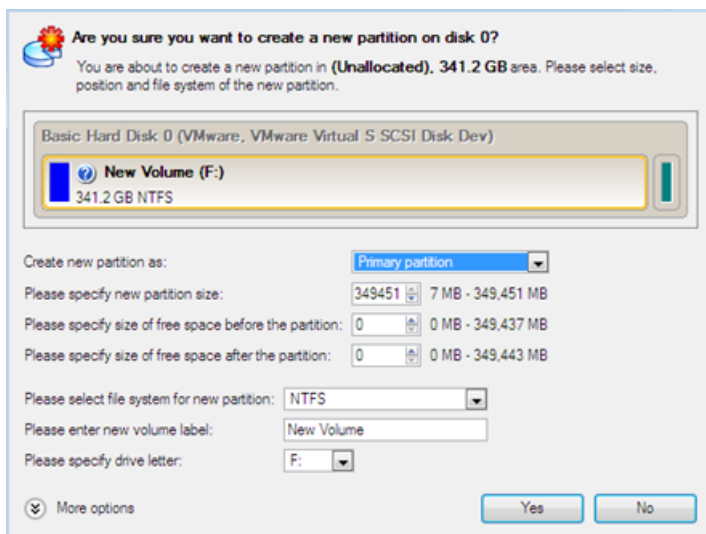 Are you sure you want to create a new partition on disk 0?
You are about to create a new partition in (Unallocated), 341.2 GB area. Please select size,
position and file system of the new partition.
Basic Hard Disk 0 (VMware, VMware Virtual S SCSI Disk Dev)
New Volume (F:)
341.2 GB NTFS
Create new partition as: Primary partition
Please specify new partition size: 349451 7 MB - 349,451 MB
Please specify size of free space before the partition: 0 0 MB - 349,437 MB
Please specify size of free space after the partition: 0 0 MB - 349,443 MB
Please select file system for new partition: NTFS
Please enter new volume label: New Volume
Please specify drive letter: F:
More options Yes No